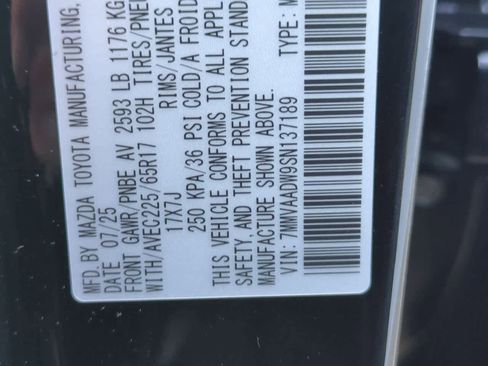 MFD.BY MAZDA TOYOTA MANUFACTURING,
DATE 07/25
FRONT GAWR/PNBE AV 2593 LB 1176 KG
WITH/AVEC225/65R17 102H TIRES/PNEU
17X7J RIMS/JANTES
250 KPA/36 PSI COLD/A FROID
THIS VEHICLE CONFORMS TO ALL APPL
SAFETY AND THEFT PREVENTION STAND
MANUFACTURE SHOWN ABOVE.
VIN: 7MMVAADW9SN137189 TYPE: M